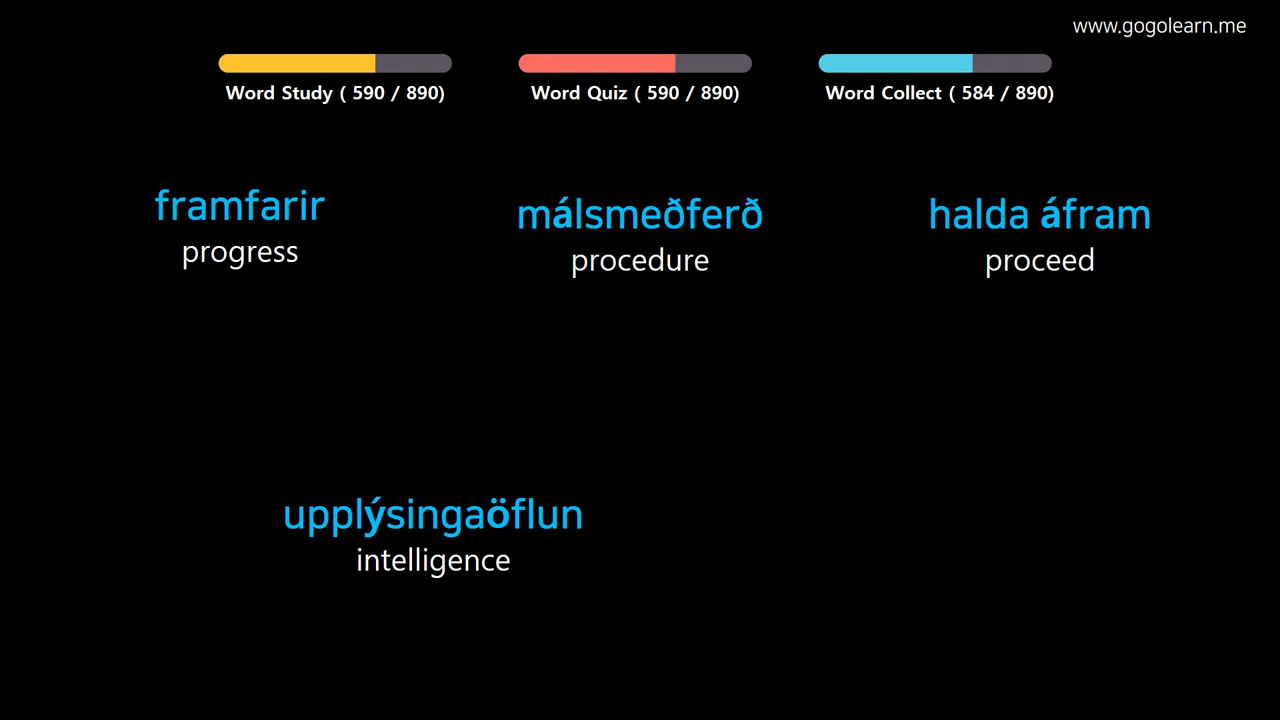 www.gogolearn.me
Word Study ( 590 / 890)
Word Quiz ( 590 / 890)
Word Collect ( 584 / 890)
framfarir
progress
málsmeðferð
procedure
halda áfram
proceed
upplýsingaöflun
intelligence